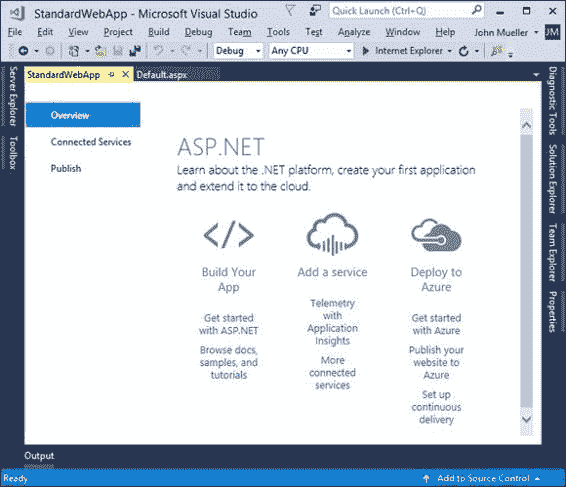 StandardWebApp - Microsoft Visual Studio
Quick Launch (Ctrl+Q)
File Edit View Project Build Debug Team Tools Test Analyze Window Help John Mueller JM
Debug Any CPU Internet Explorer
StandardWebApp Default.aspx
Server Explorer
Toolbox
Overview
Connected Services
Publish
ASP.NET
Learn about the .NET platform, create your first application
and extend it to the cloud.
Build Your
App
Get started
with ASP.NET
Browse docs,
samples, and
tutorials
Add a service
Telemetry
with
Application
Insights
More
connected
services
Deploy to
Azure
Get started
with Azure
Publish your
website to
Azure
Set up
continuous
delivery
Diagnostic Tools
Solution Explorer
Team Explorer
Properties
Output
Ready Add to Source Control